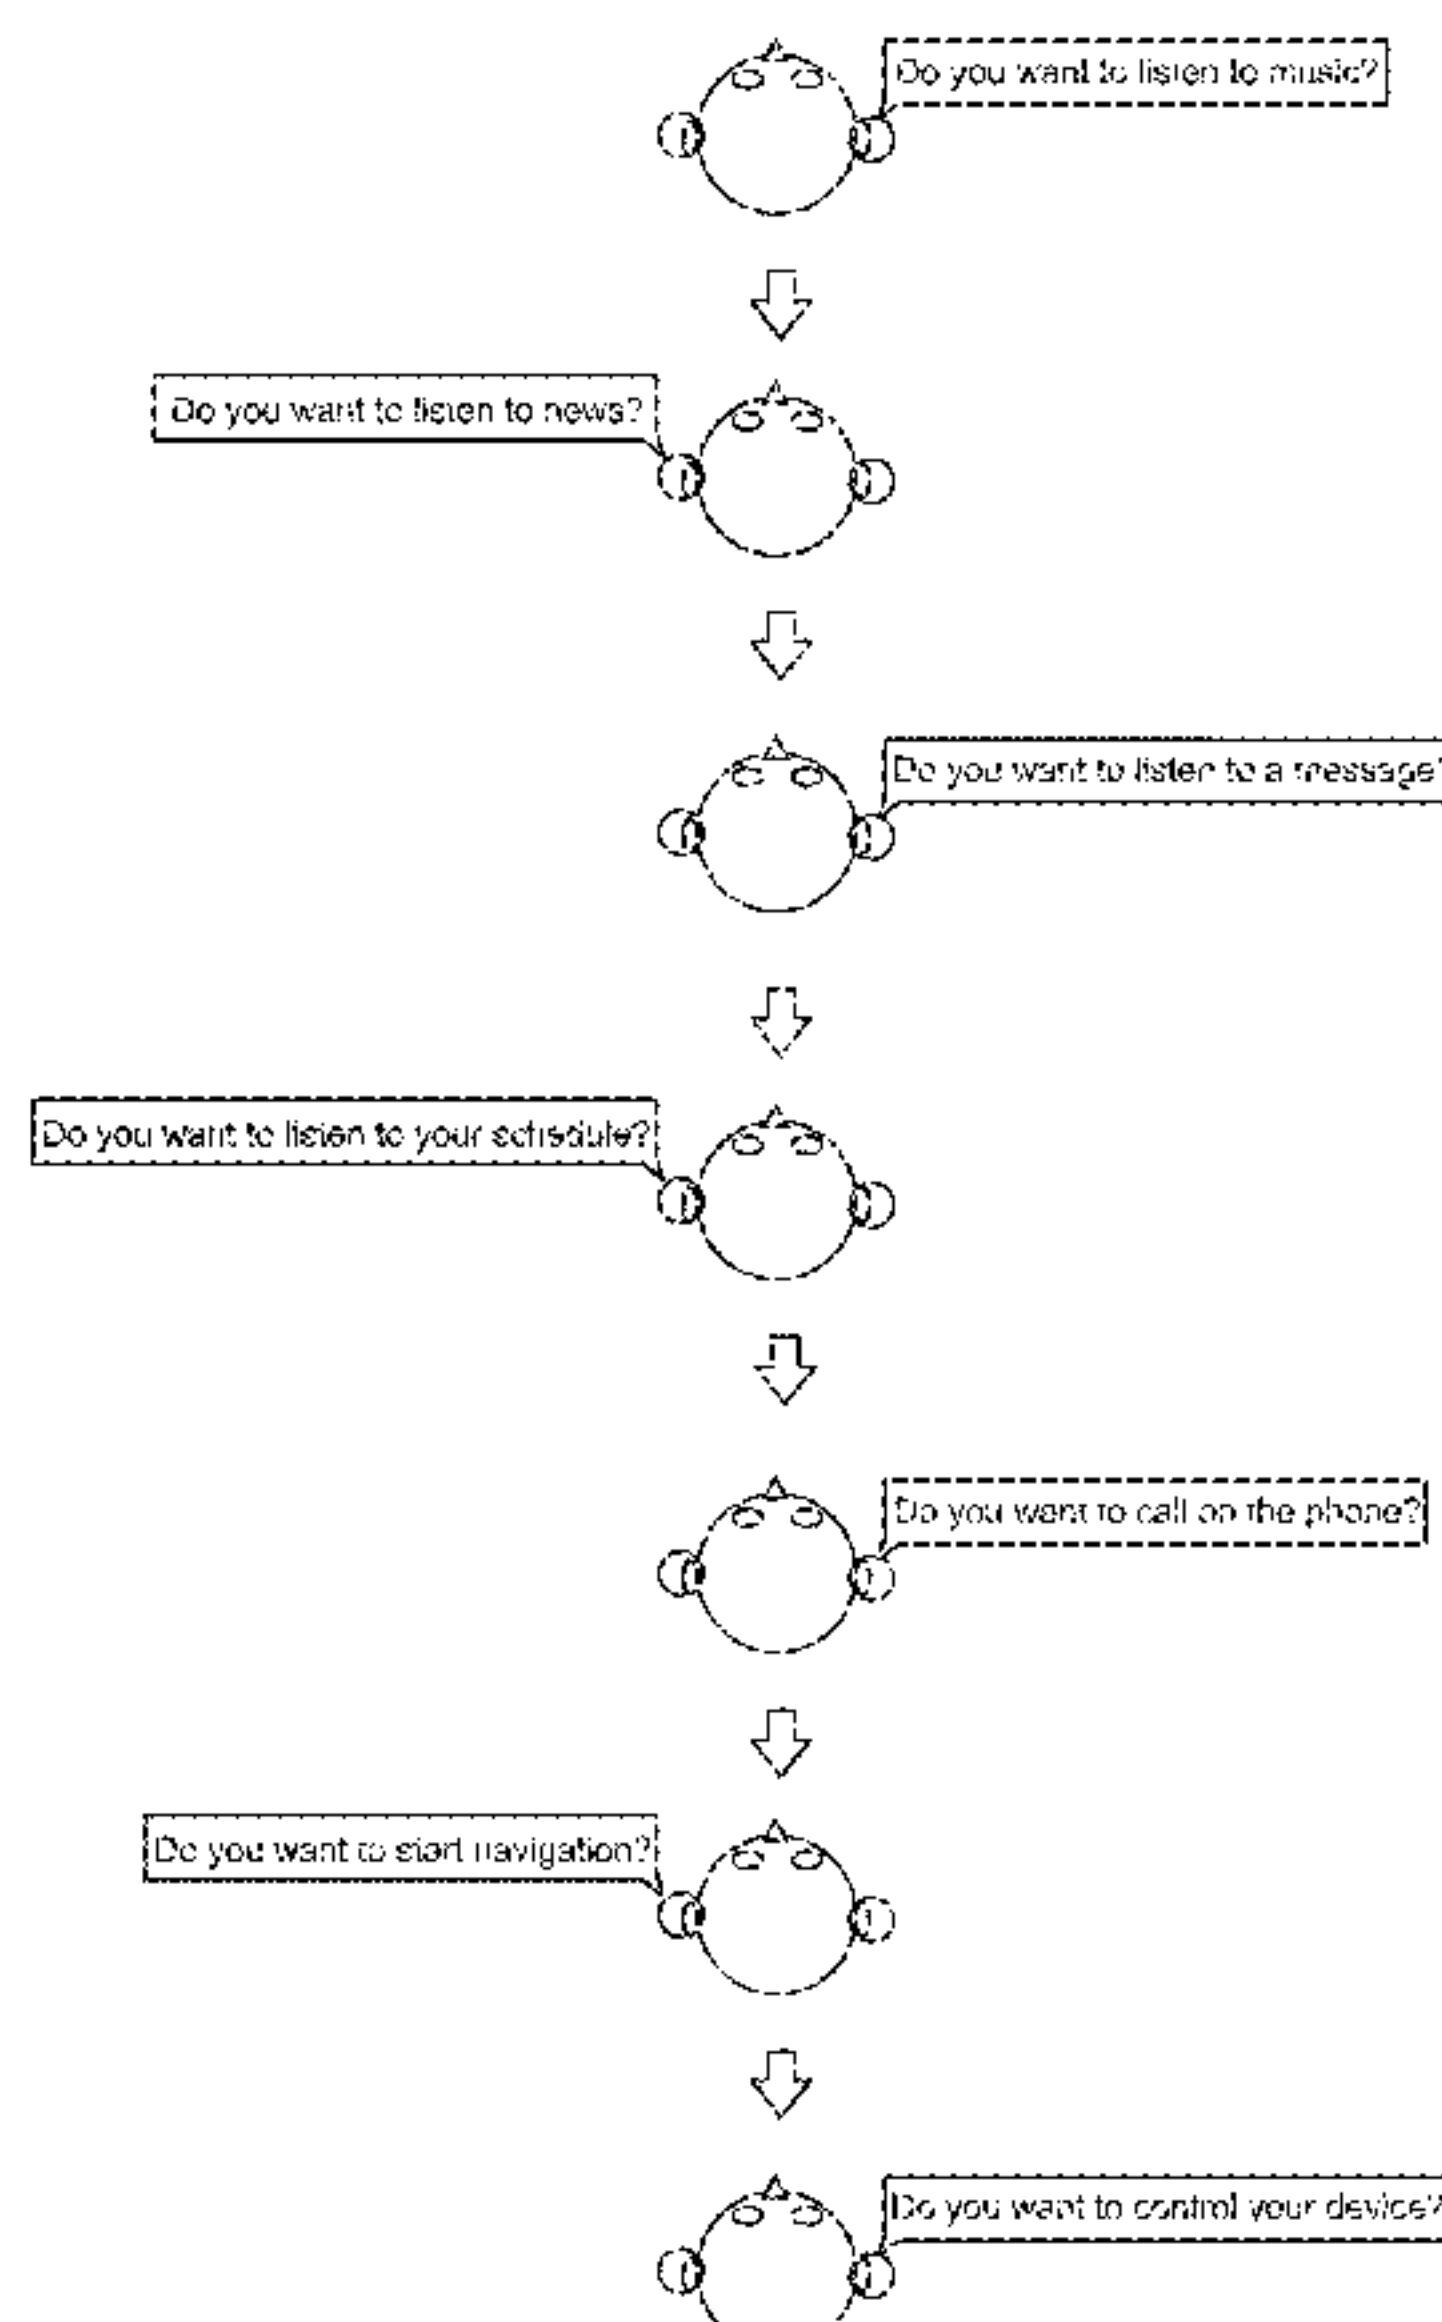 Do you want to listen to music?
Do you want to listen to news?
Do you want to listen to a message?
Do you want to listen to your schedule?
Do you want to call on the phone?
Do you want to start navigation?
Do you want to control your device?